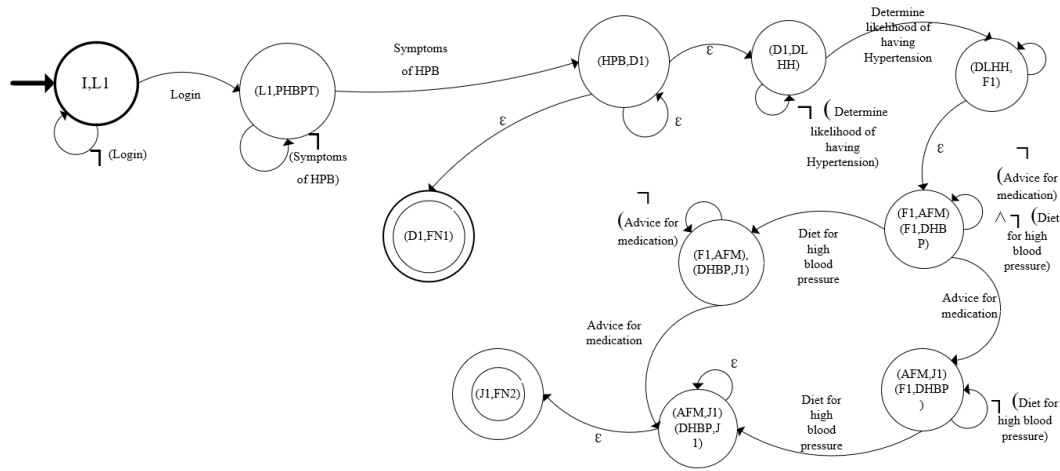 I,L1
Login
¬ (Login)
(L1,PHBPT)
¬
(Symptoms
of HPB)
Symptoms
of HPB
(HPB,D1)
ε
ε
ε
(D1,FN1)
(D1,DL
HH)
¬ ( Determine
likelihood of
having
Hypertension)
Determine
likelihood of
having
Hypertension
(DLHH,
F1)
ε
(F1,AFM)
(F1,DHB
P)
¬
(Advice for
medication)
∧ ¬ (Diet
for high
blood
pressure)
Diet for
high
blood
pressure
¬
(Advice for
medication)
(F1,AFM),
(DHBP,J1)
Advice for
medication
Advice for
medication
(AFM,J1)
(F1,DHBP
)
¬ (Diet for
high blood
pressure)
Diet for
high
blood
pressure
(AFM,J1)
(DHBP,J
1)
ε
ε
(J1,FN2)